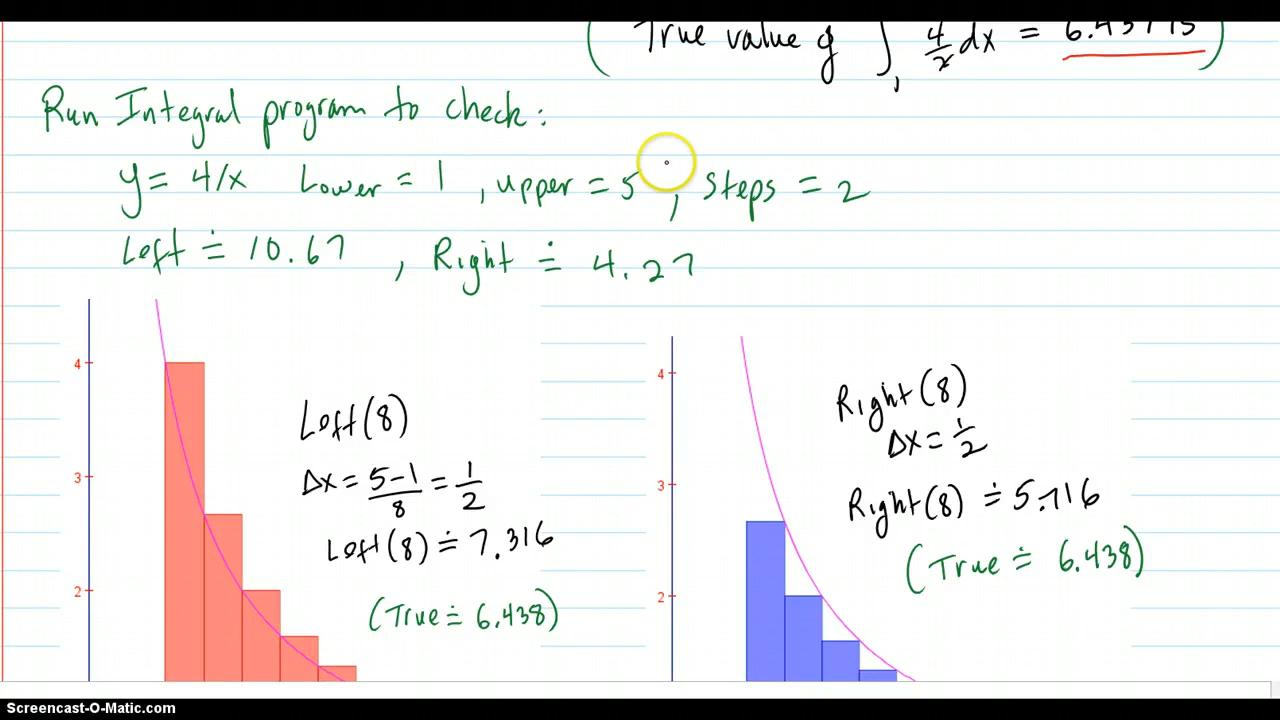 (True value of ∫₁ 4/x dx =
Run Integral program to check:
y = 4/x Lower = 1, upper = 5, steps = 2
Left ≐ 10.67, Right ≐ 4.27
4
3
2
Left(8)
Δx = 5-1/8 = 1/2
Left(8) ≐ 7.316
(True ≐ 6.438)
4
3
2
Right(8)
Δx = 1/2
Right(8) ≐ 5.716
(True ≐ 6.438)
Screencast-O-Matic.com